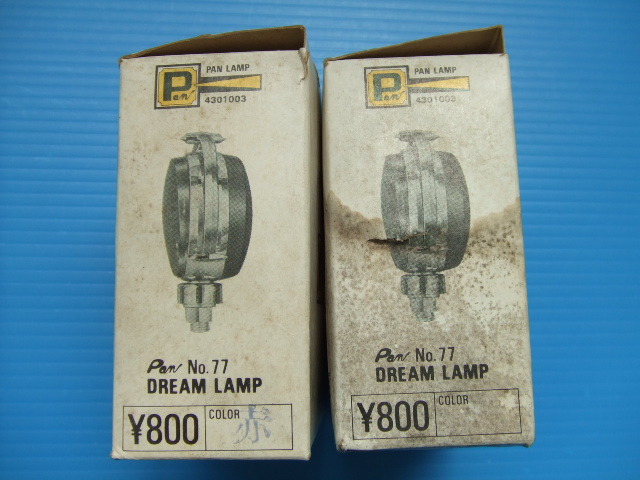 Pan
PAN LAMP
4301003
Pan No.77
DREAM LAMP
¥800
COLOR
赤
Pan
PAN LAMP
4301003
Pan No.77
DREAM LAMP
¥800
COLOR